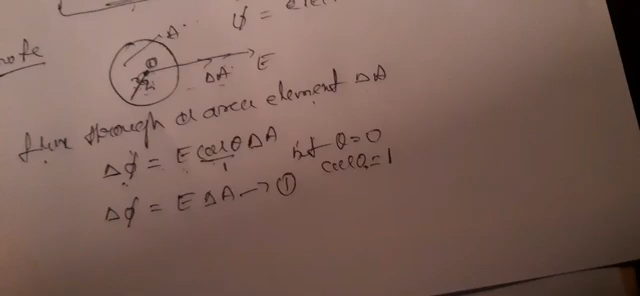 ϕ = ele
note
A
E
ΔA
flux through a area element ΔA
Δϕ = E cosθ ΔA but θ = 0
1 cosθ = 1
Δϕ = E ΔA → ①